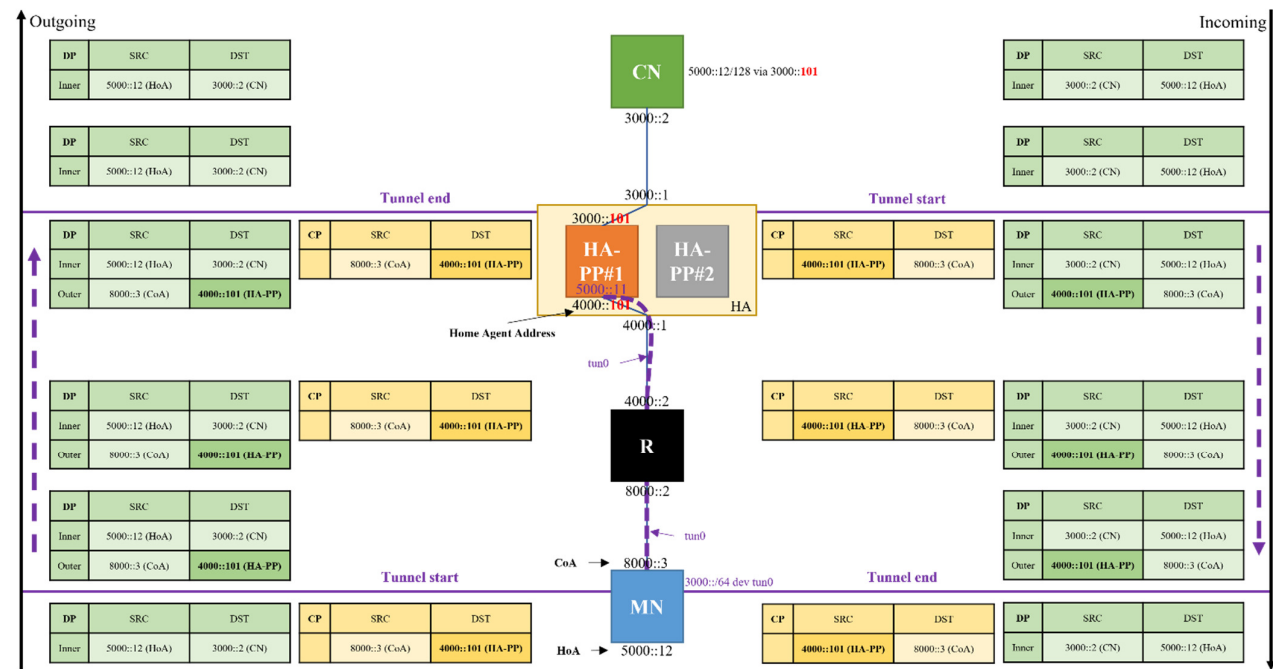 Outgoing
Incoming
DP SRC DST
Inner 5000::12 (HoA) 3000::2 (CN)
CN
5000::12/128 via 3000::101
DP SRC DST
Inner 3000::2 (CN) 5000::12 (HoA)
3000::2
DP SRC DST
Inner 5000::12 (HoA) 3000::2 (CN)
DP SRC DST
Inner 3000::2 (CN) 5000::12 (HoA)
Tunnel end
3000::1
Tunnel start
DP SRC DST
Inner 5000::12 (HoA) 3000::2 (CN)
Outer 8000::3 (CoA) 4000::101 (HA-PP)
CP SRC DST
8000::3 (CoA) 4000::101 (HA-PP)
3000::101
HA-
PP#1
HA-
PP#2
5000::11
4000::101
HA
Home Agent Address
4000::1
CP SRC DST
4000::101 (HA-PP) 8000::3 (CoA)
DP SRC DST
Inner 3000::2 (CN) 5000::12 (HoA)
Outer 4000::101 (HA-PP) 8000::3 (CoA)
tun0
DP SRC DST
Inner 5000::12 (HoA) 3000::2 (CN)
Outer 8000::3 (CoA) 4000::101 (HA-PP)
CP SRC DST
8000::3 (CoA) 4000::101 (HA-PP)
4000::2
R
8000::2
CP SRC DST
4000::101 (HA-PP) 8000::3 (CoA)
DP SRC DST
Inner 3000::2 (CN) 5000::12 (HoA)
Outer 4000::101 (HA-PP) 8000::3 (CoA)
DP SRC DST
Inner 5000::12 (HoA) 3000::2 (CN)
Outer 8000::3 (CoA) 4000::101 (HA-PP)
tun0
DP SRC DST
Inner 3000::2 (CN) 5000::12 (HoA)
Outer 4000::101 (HA-PP) 8000::3 (CoA)
Tunnel start
CoA
8000::3
3000::/64 dev tun0
Tunnel end
DP SRC DST
Inner 5000::12 (HoA) 3000::2 (CN)
CP SRC DST
8000::3 (CoA) 4000::101 (HA-PP)
MN
HoA
5000::12
CP SRC DST
4000::101 (HA-PP) 8000::3 (CoA)
DP SRC DST
Inner 3000::2 (CN) 5000::12 (HoA)